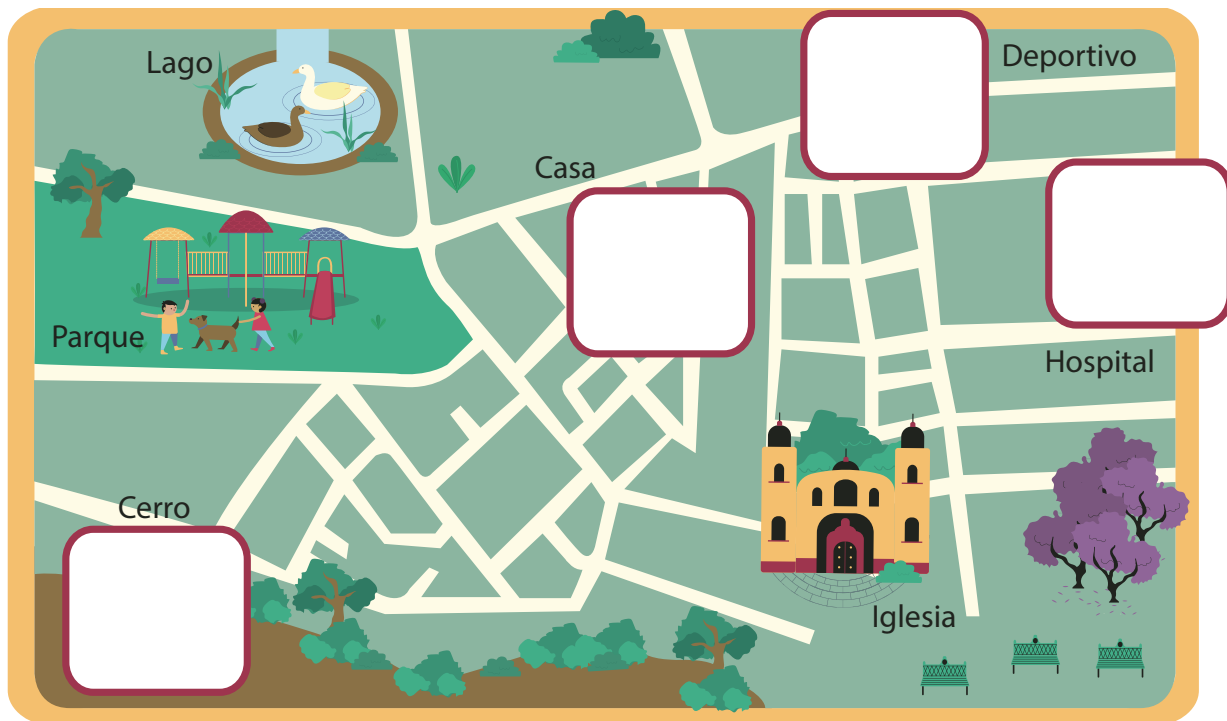 Lago
Deportivo
Casa
Parque
Hospital
Cerro
Iglesia